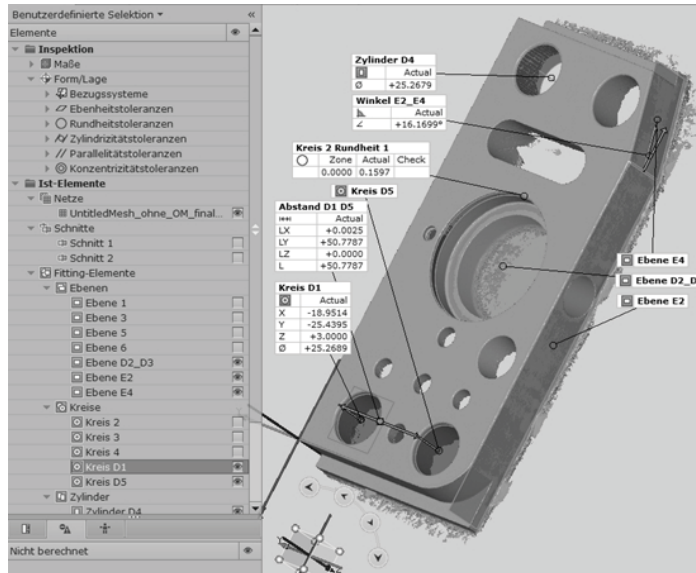 Benutzerdefinierte Selektion
Elemente
Inspektion
Maße
Form/Lage
Bezugssysteme
Ebenheitstoleranzen
Rundheitstoleranzen
Zylindrizitätstoleranzen
Parallelitätstoleranzen
Konzentrizitätstoleranzen
Ist-Elemente
Netze
UntitledMesh_ohne_OM_final...
Schnitte
Schnitt 1
Schnitt 2
Fitting-Elemente
Ebenen
Ebene 1
Ebene 3
Ebene 5
Ebene 6
Ebene D2_D3
Ebene E2
Ebene E4
Kreise
Kreis 2
Kreis 3
Kreis 4
Kreis D1
Kreis D5
Zylinder
Zylinder D4
Nicht berechnet
Zylinder D4
Actual
Ø +25.2679
Winkel E2_E4
Actual
∠ +16.1699°
Kreis 2 Rundheit 1
Zone Actual Check
0.0000 0.1597
Kreis D5
Abstand D1 D5
Actual
LX +0.0025
LY +50.7787
LZ +0.0000
L +50.7787
Kreis D1
Actual
X -18.9514
Y -25.4395
Z +3.0000
Ø +25.2689
Ebene E4
Ebene D2_D
Ebene E2